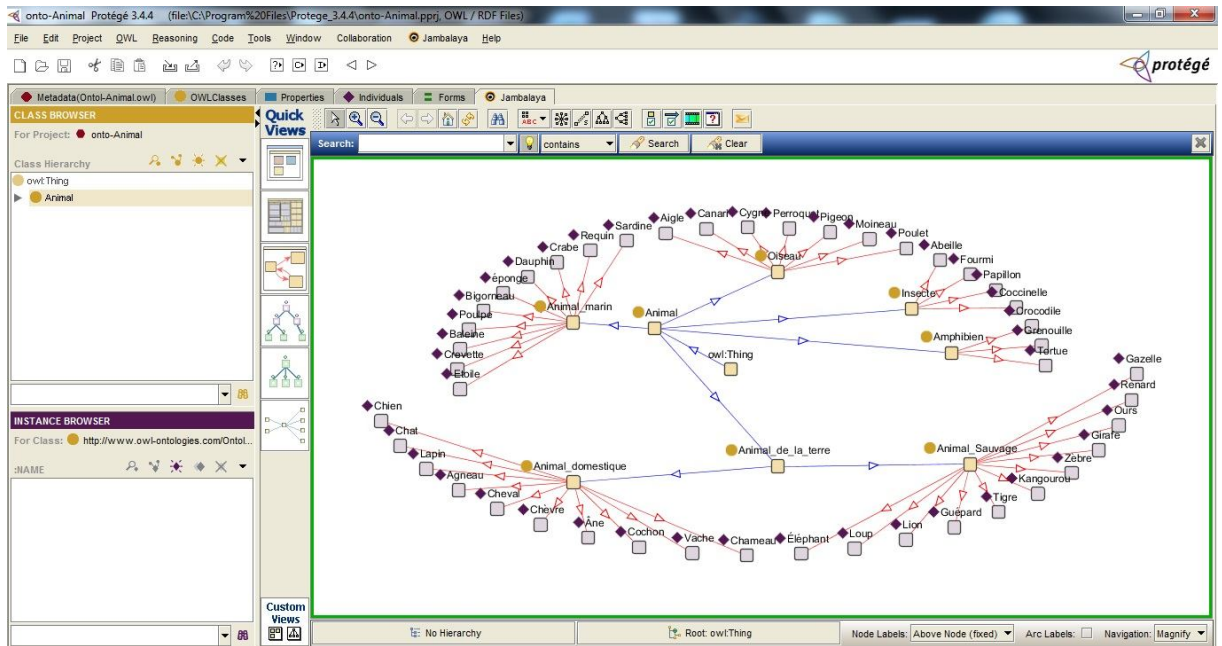 onto-Animal Protégé 3.4.4 (file:\C:\Program%20Files\Protege_3.4.4\onto-Animal.pprj, OWL / RDF Files)
File Edit Project OWL Reasoning Code Tools Window Collaboration Jambalaya Help
protégé
Metadata(Ontol-Animal.owl) OWLClasses Properties Individuals Forms Jambalaya
CLASS BROWSER
For Project: onto-Animal
Class Hierarchy
owl:Thing
Animal
INSTANCE BROWSER
For Class: http://www.owl-ontologies.com/Ontol...
:NAME
Quick
Views
Custom
Views
Search: contains Search Clear
Aigle
Canari
Cygne
Perroquet
Pigeon
Moineau
Poulet
Oiseau
Sardine
Requin
Crabe
Dauphin
éponge
Bigorneau
Poulpe
Baleine
Crevette
Etoile
Animal_marin
Animal
owl:Thing
Abeille
Fourmi
Papillon
Coccinelle
Insecte
Crocodile
Grenouille
Tortue
Amphibien
Animal_de_la_terre
Chien
Chat
Lapin
Agneau
Cheval
Chèvre
Âne
Cochon
Vache
Chameau
Animal_domestique
Éléphant
Loup
Lion
Guépard
Tigre
Kangourou
Zèbre
Girafe
Ours
Renard
Gazelle
Animal_Sauvage
No Hierarchy Root: owl:Thing Node Labels: Above Node (fixed) Arc Labels: Navigation: Magnify